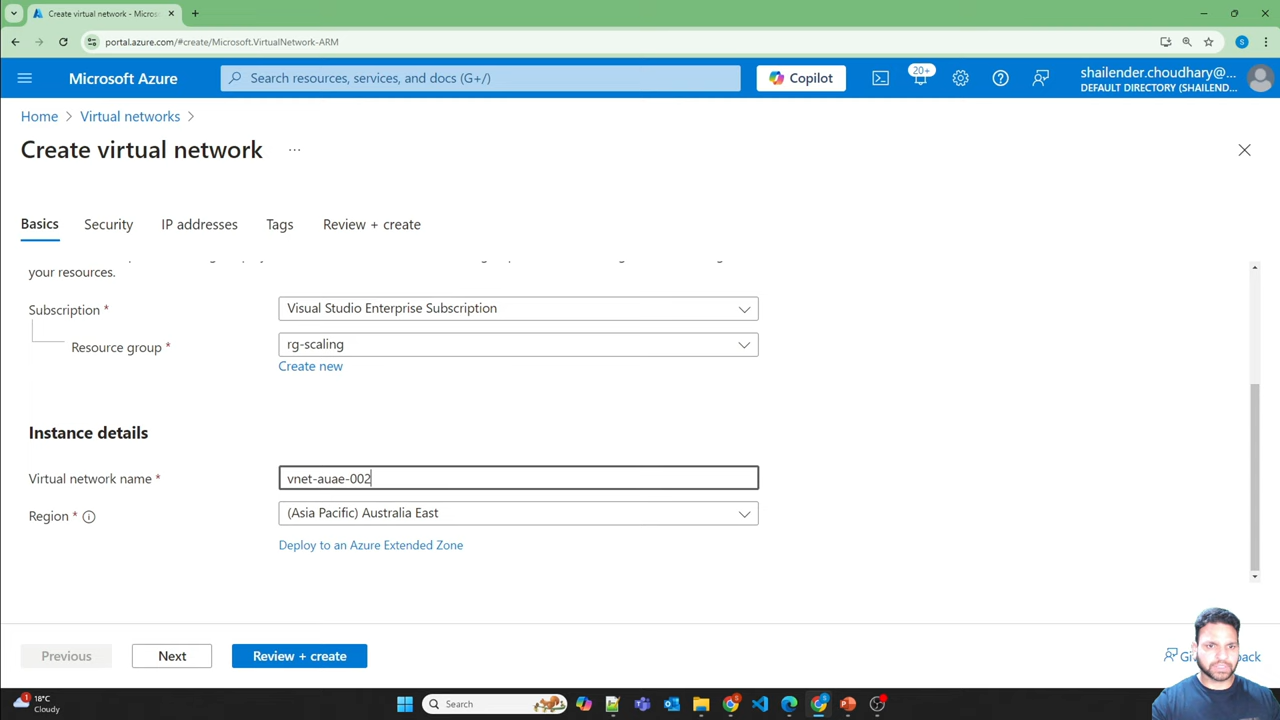 Create virtual network - Micros
portal.azure.com/#create/Microsoft.VirtualNetwork-ARM
Microsoft Azure
Search resources, services, and docs (G+/)
Copilot
20+
shailender.choudhary@...
DEFAULT DIRECTORY (SHAILEND...
Home > Virtual networks >
Create virtual network ...
Basics Security IP addresses Tags Review + create
your resources.
Subscription *
Visual Studio Enterprise Subscription
Resource group *
rg-scaling
Create new
Instance details
Virtual network name *
vnet-auae-002
Region *
(Asia Pacific) Australia East
Deploy to an Azure Extended Zone
Previous Next Review + create
18°C
Cloudy
Search